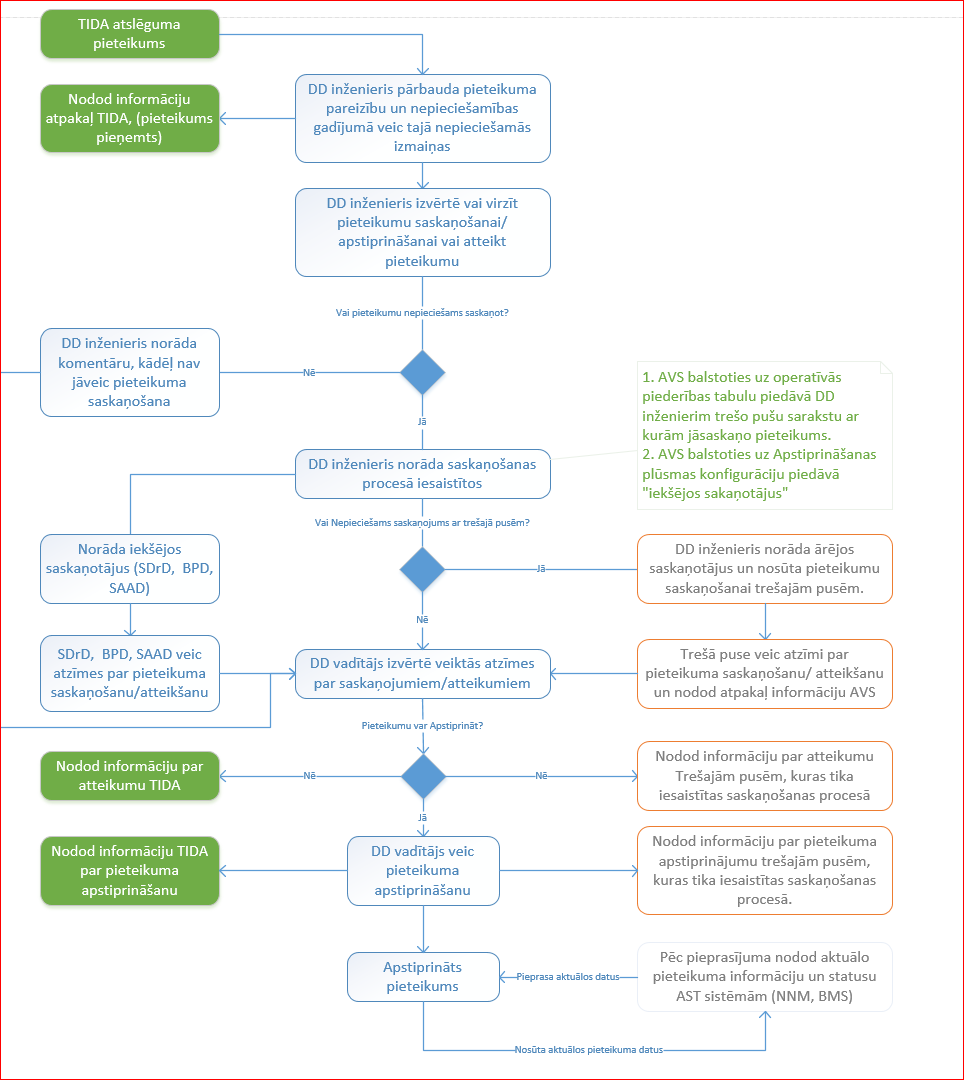 TIDA atslēguma
pieteikums
DD inženieris pārbauda pieteikuma
pareizību un nepieciešamības
gadījumā veic tajā nepieciešamās
izmaiņas
Nodod informāciju
atpakaļ TIDA, (pieteikums
pieņemts)
DD inženieris izvērtē vai virzīt
pieteikumu saskaņošanai/
apstiprināšanai vai atteikt
pieteikumu
Vai pieteikumu nepieciešams saskaņot?
DD inženieris norāda
komentāru, kādēļ nav
jāveic pieteikuma
saskaņošana
Nē
Jā
1. AVS balstoties uz operatīvās
piederības tabulu piedāvā DD
inženierim trešo pušu sarakstu ar
kurām jāsaskaņo pieteikums.
2. AVS balstoties uz Apstiprināšanas
plūsmas konfigurāciju piedāvā
"iekšējos sakaņotājus"
DD inženieris norāda saskaņošanas
procesā iesaistītos
Vai Nepieciešams saskaņojums ar trešajā pusēm?
Norāda iekšējos
saskaņotājus (SDrD, BPD,
SAAD)
Jā
DD inženieris norāda ārējos
saskaņotājus un nosūta pieteikumu
saskaņošanai trešajām pusēm.
Nē
SDrD, BPD, SAAD veic
atzīmes par pieteikuma
saskaņošanu/atteikšanu
DD vadītājs izvērtē veiktās atzīmes
par saskaņojumiem/atteikumiem
Trešā puse veic atzīmi par
pieteikuma saskaņošanu/ atteikšanu
un nodod atpakaļ informāciju AVS
Pieteikumu var Apstiprināt?
Nodod informāciju par
atteikumu TIDA
Nē
Nē
Nodod informāciju par atteikumu
Trešajām pusēm, kuras tika
iesaistītas saskaņošanas procesā
Jā
Nodod informāciju TIDA
par pieteikuma
apstiprināšanu
DD vadītājs veic
pieteikuma
apstiprināšanu
Nodod informāciju par pieteikuma
apstiprinājumu trešajām pusēm,
kuras tika iesaistītas saskaņošanas
procesā.
Apstiprināts
pieteikums
Pieprasa aktuālos datus
Pēc pieprasījuma nodod aktuālo
pieteikuma informāciju un statusu
AST sistēmām (NNM, BMS)
Nosūta aktuālos pieteikuma datus